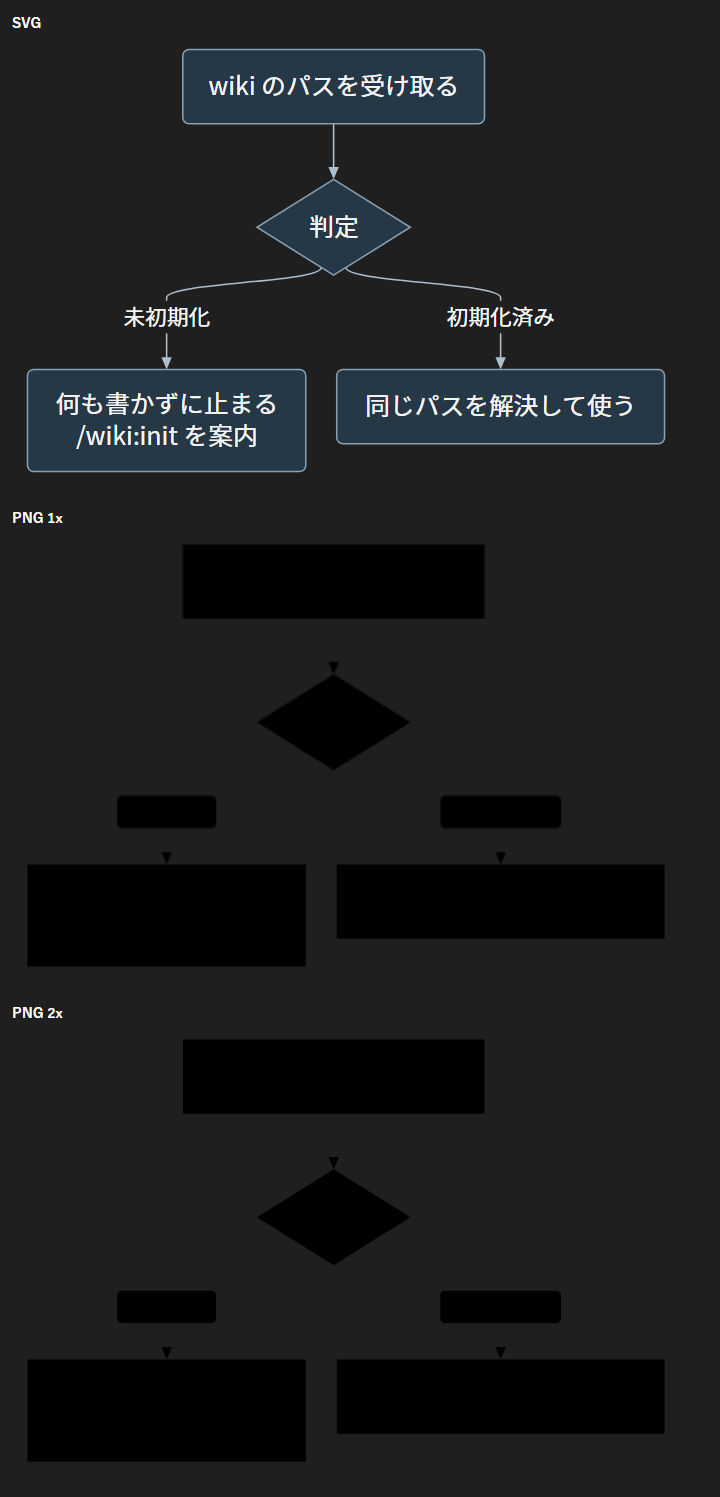 SVG
wiki のパスを受け取る
判定
未初期化
初期化済み
何も書かずに止まる
/wiki:init を案内
同じパスを解決して使う
PNG 1x
PNG 2x